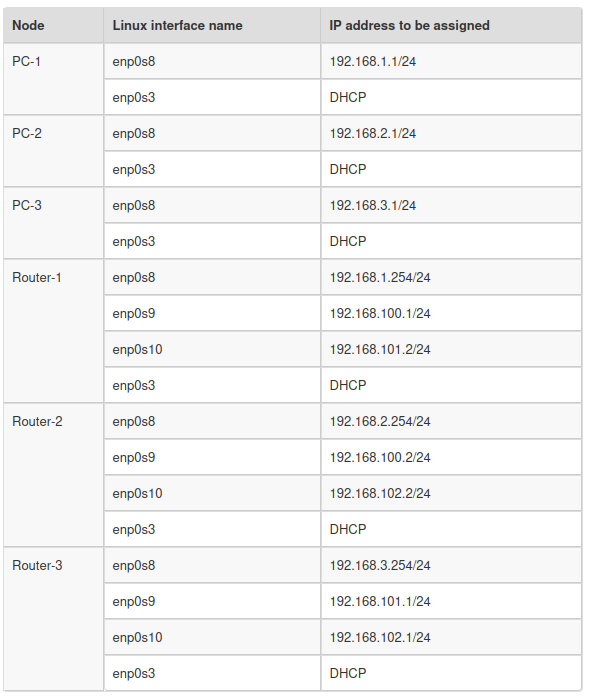 Node Linux interface name IP address to be assigned
PC-1 enp0s8 192.168.1.1/24
enp0s3 DHCP
PC-2 enp0s8 192.168.2.1/24
enp0s3 DHCP
PC-3 enp0s8 192.168.3.1/24
enp0s3 DHCP
Router-1 enp0s8 192.168.1.254/24
enp0s9 192.168.100.1/24
enp0s10 192.168.101.2/24
enp0s3 DHCP
Router-2 enp0s8 192.168.2.254/24
enp0s9 192.168.100.2/24
enp0s10 192.168.102.2/24
enp0s3 DHCP
Router-3 enp0s8 192.168.3.254/24
enp0s9 192.168.101.1/24
enp0s10 192.168.102.1/24
enp0s3 DHCP